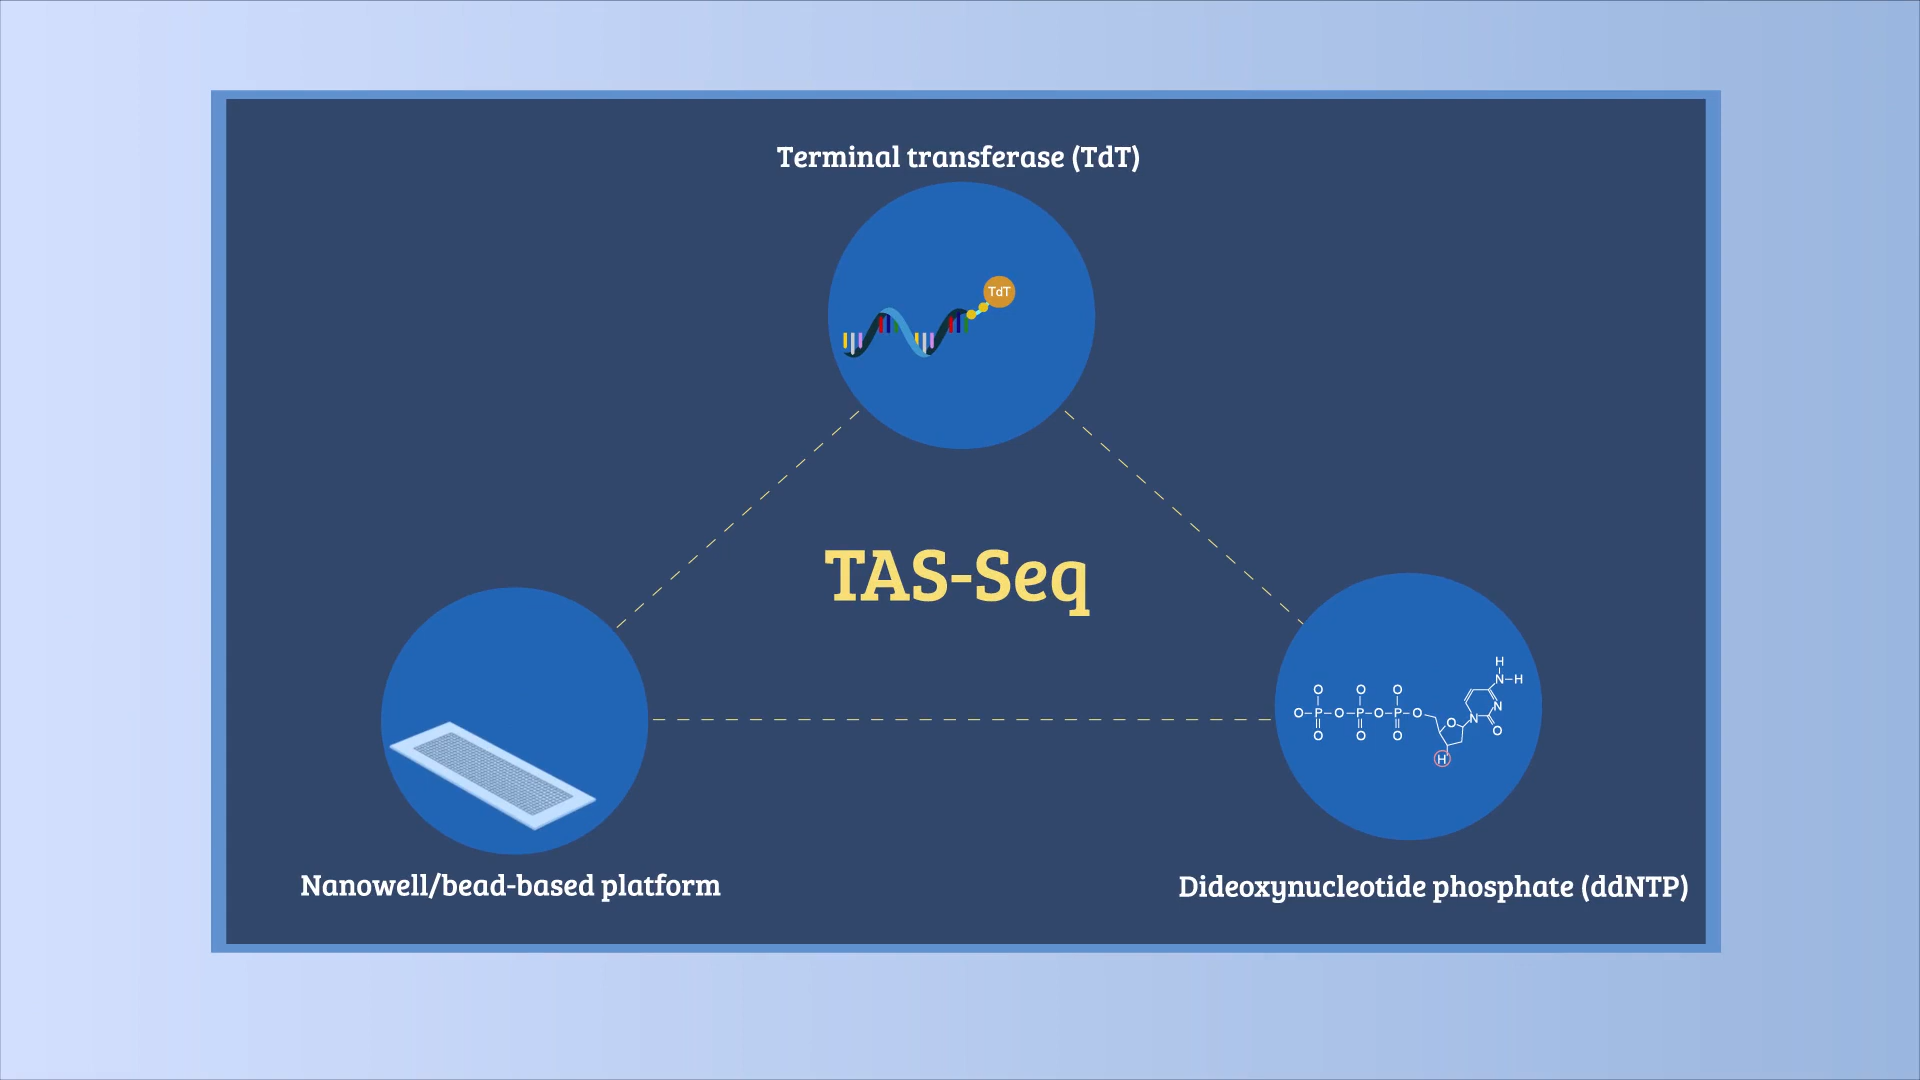 Terminal transferase (TdT)
TdT
TAS-Seq
H
N-H
O O O
N
O-P-O-P-O-P-O
O
N
O O O
O
H
Nanowell/bead-based platform
Dideoxynucleotide phosphate (ddNTP)